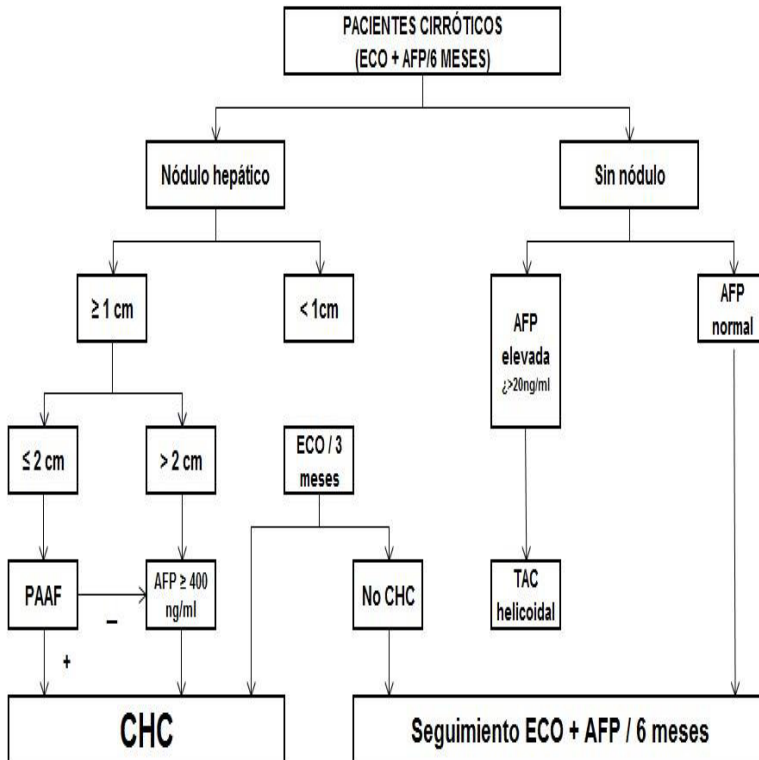 PACIENTES CIRRÓTICOS
(ECO + AFP/6 MESES)
Nódulo hepático
Sin nódulo
≥ 1 cm
< 1cm
AFP
elevada
¿>20ng/ml
AFP
normal
≤ 2 cm
> 2 cm
ECO / 3
meses
PAAF
–
AFP ≥ 400
ng/ml
No CHC
TAC
helicoidal
+
CHC
Seguimiento ECO + AFP / 6 meses